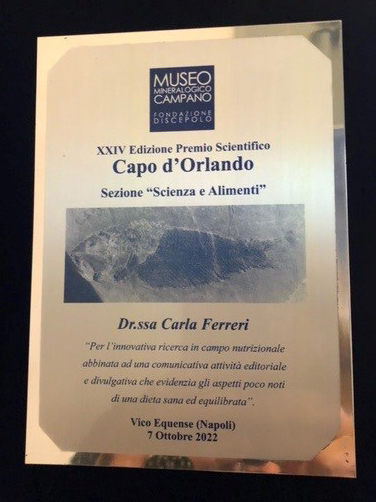 MUSEO
MINERALOGICO
CAMPANO
FONDAZIONE
DISCEPOLO
XXIV Edizione Premio Scientifico
Capo d'Orlando
Sezione "Scienza e Alimenti"
Dr.ssa Carla Ferreri
"Per l'innovativa ricerca in campo nutrizionale
abbinata ad una comunicativa attività editoriale
e divulgativa che evidenzia gli aspetti poco noti
di una dieta sana ed equilibrata".
Vico Equense (Napoli)
7 Ottobre 2022